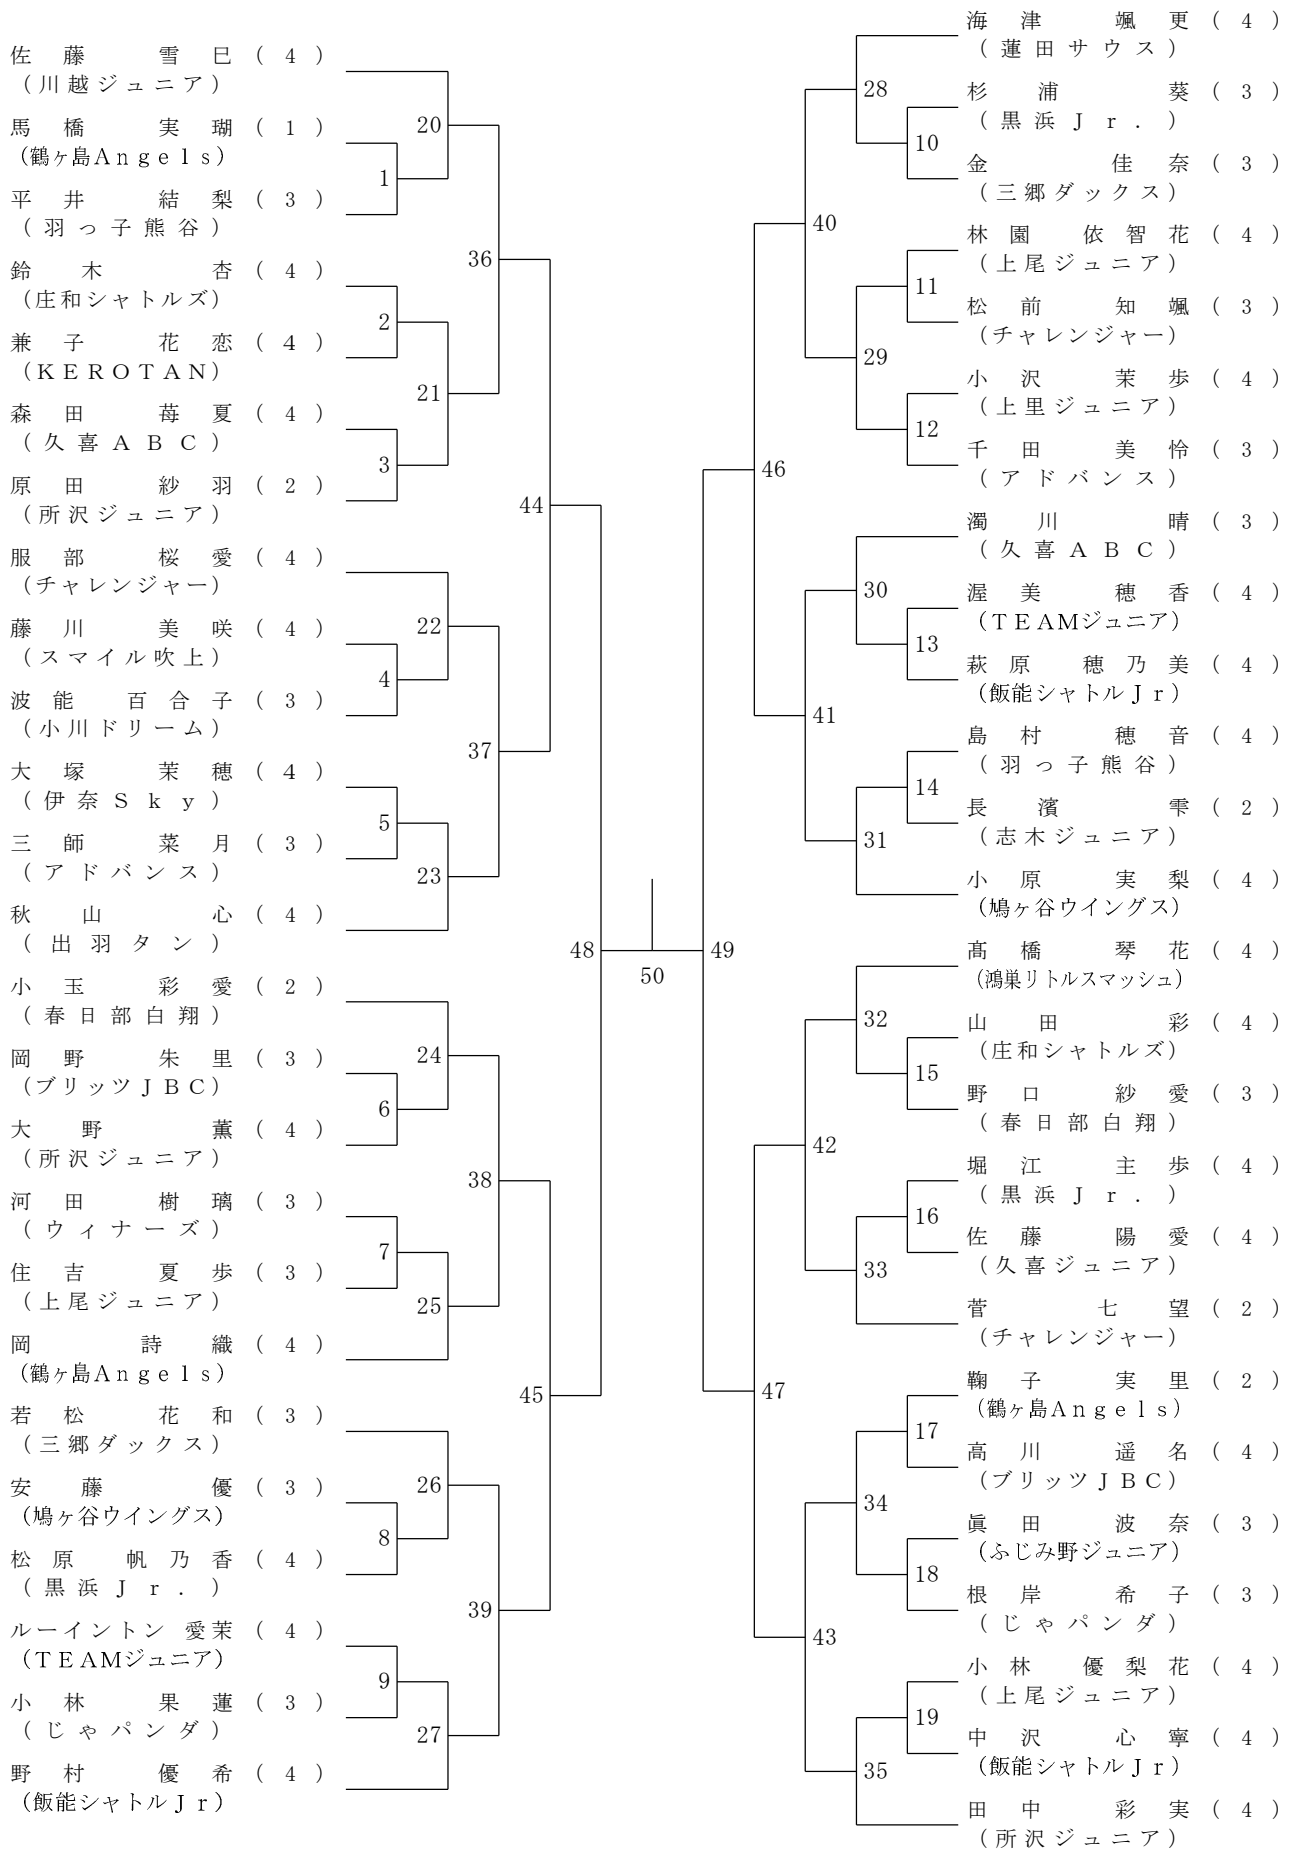 佐藤 雪巳 (4)
(川越ジュニア)
馬橋 実瑚 (1)
(鶴ヶ島Angels)
平井 結梨 (3)
(羽っ子熊谷)
鈴木 杏 (4)
(庄和シャトルズ)
兼子 花恋 (4)
(KEROTAN)
森田 苺夏 (4)
(久喜ABC)
原田 紗羽 (2)
(所沢ジュニア)
服部 桜愛 (4)
(チャレンジャー)
藤川 美咲 (4)
(スマイル吹上)
波能 百合子 (3)
(小川ドリーム)
大塚 茉穂 (4)
(伊奈Sky)
三師 菜月 (3)
(アドバンス)
秋山 心 (4)
(出羽タン)
小玉 彩愛 (2)
(春日部白翔)
岡野 朱里 (3)
(ブリッツJBC)
大野 薫 (4)
(所沢ジュニア)
河田 樹璃 (3)
(ウィナーズ)
住吉 夏歩 (3)
(上尾ジュニア)
岡 詩織 (4)
(鶴ヶ島Angels)
若松 花和 (3)
(三郷ダックス)
安藤 優 (3)
(鳩ヶ谷ウイングス)
松原 帆乃香 (4)
(黒浜Jr.)
ルーイントン 愛茉 (4)
(TEAMジュニア)
小林 果蓮 (3)
(じゃパンダ)
野村 優希 (4)
(飯能シャトルJr)
1
2
3
4
5
6
7
8
9
20
21
22
23
24
25
26
27
36
37
38
39
44
45
48
50
49
46
47
40
41
42
43
28
29
30
31
32
33
34
35
10
11
12
13
14
15
16
17
18
19
海津 颯更 (4)
(蓮田サウス)
杉浦 葵 (3)
(黒浜Jr.)
金 佳奈 (3)
(三郷ダックス)
林園 依智花 (4)
(上尾ジュニア)
松前 知颯 (3)
(チャレンジャー)
小沢 茉歩 (4)
(上里ジュニア)
千田 美怜 (3)
(アドバンス)
濁川 晴 (3)
(久喜ABC)
渥美 穂香 (4)
(TEAMジュニア)
萩原 穂乃美 (4)
(飯能シャトルJr)
島村 穂音 (4)
(羽っ子熊谷)
長濱 雫 (2)
(志木ジュニア)
小原 実梨 (4)
(鳩ヶ谷ウイングス)
髙橋 琴花 (4)
(鴻巣リトルスマッシュ)
山田 彩 (4)
(庄和シャトルズ)
野口 紗愛 (3)
(春日部白翔)
堀江 主歩 (4)
(黒浜Jr.)
佐藤 陽愛 (4)
(久喜ジュニア)
菅 七望 (2)
(チャレンジャー)
鞠子 実里 (2)
(鶴ヶ島Angels)
高川 遥名 (4)
(ブリッツJBC)
眞田 波奈 (3)
(ふじみ野ジュニア)
根岸 希子 (3)
(じゃパンダ)
小林 優梨花 (4)
(上尾ジュニア)
中沢 心寧 (4)
(飯能シャトルJr)
田中 彩実 (4)
(所沢ジュニア)